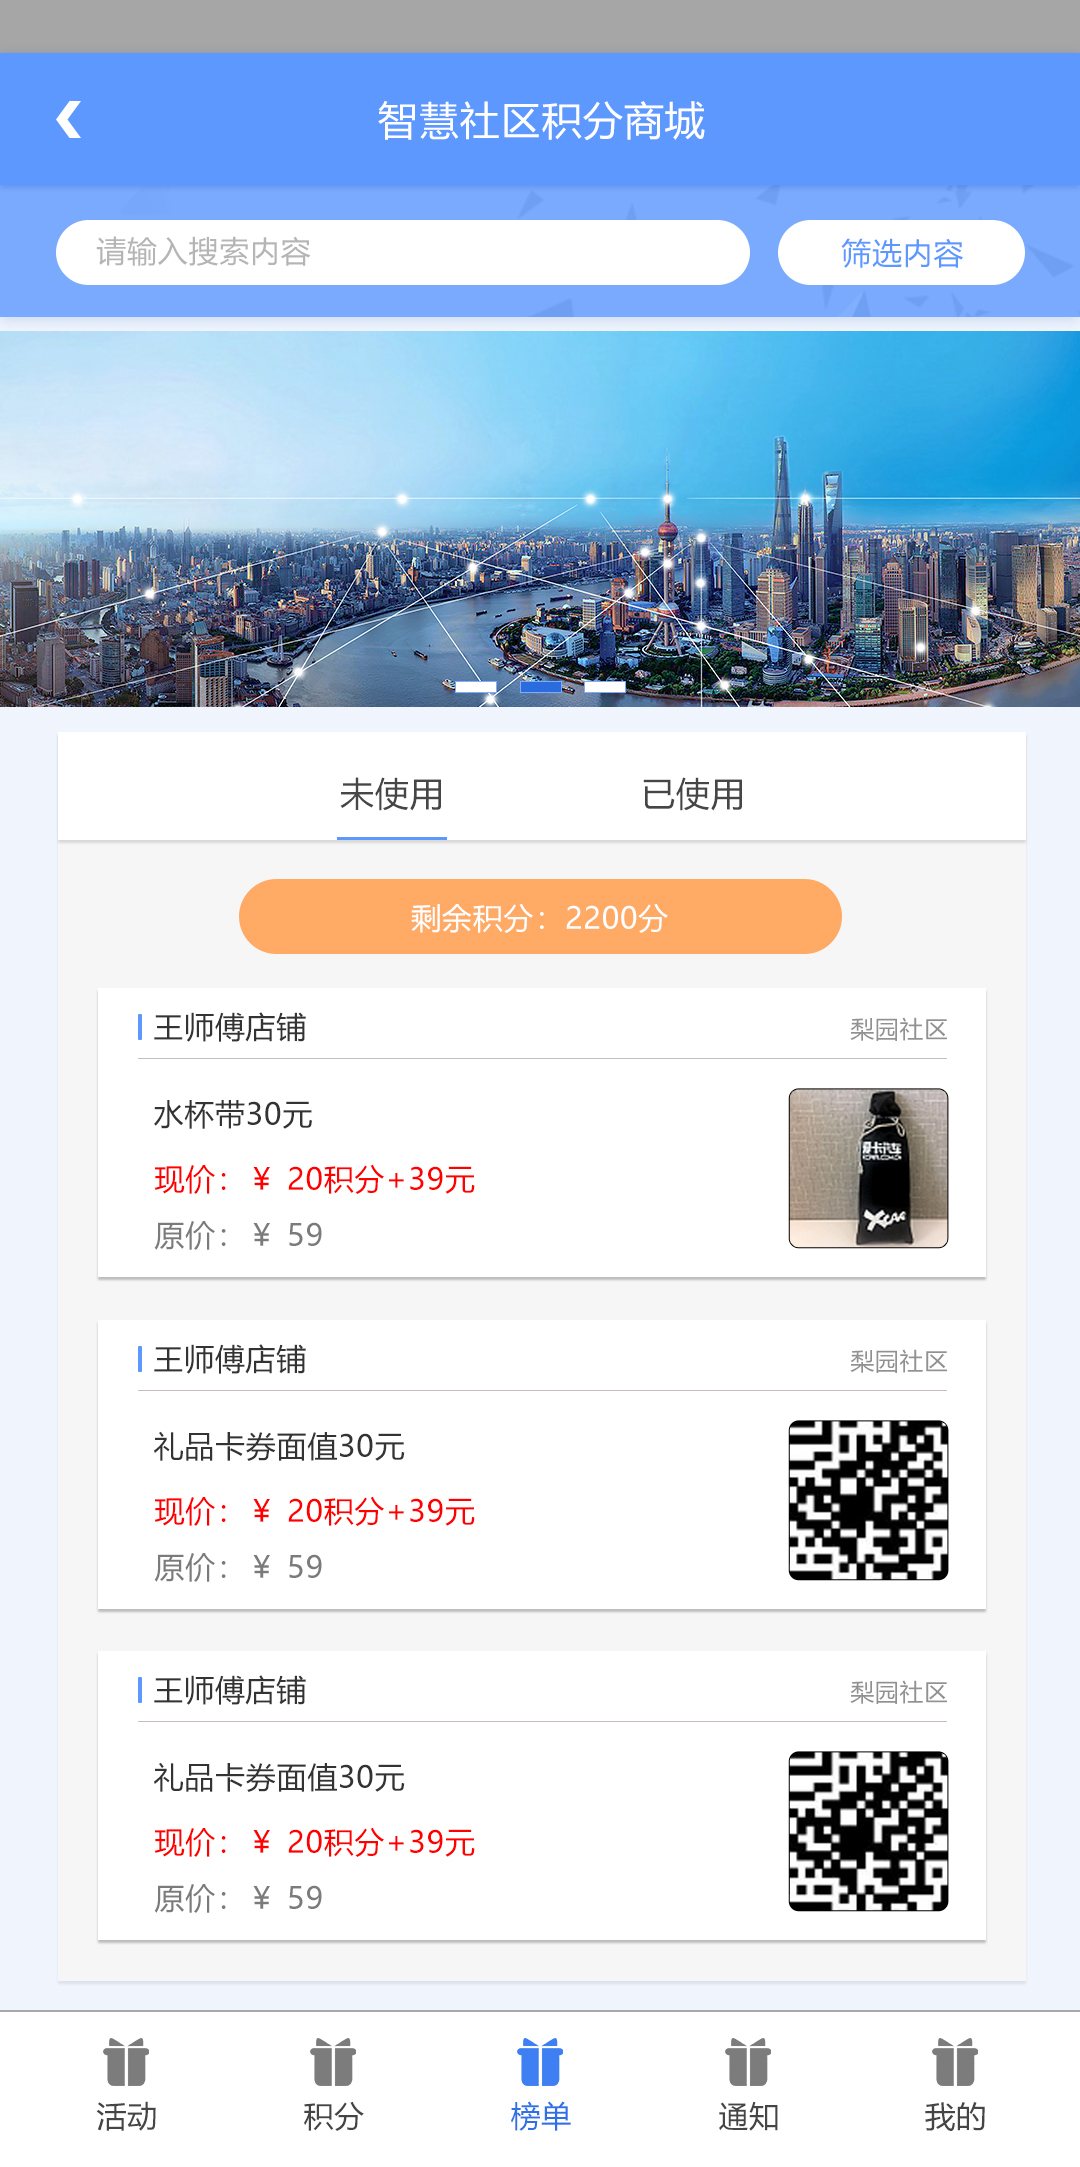 智慧社区积分商城
请输入搜索内容
筛选内容
未使用
已使用
剩余积分：2200分
王师傅店铺
梨园社区
水杯带30元
现价：￥ 20积分+39元
原价：￥ 59
王师傅店铺
梨园社区
礼品卡券面值30元
现价：￥ 20积分+39元
原价：￥ 59
王师傅店铺
梨园社区
礼品卡券面值30元
现价：￥ 20积分+39元
原价：￥ 59
活动
积分
榜单
通知
我的